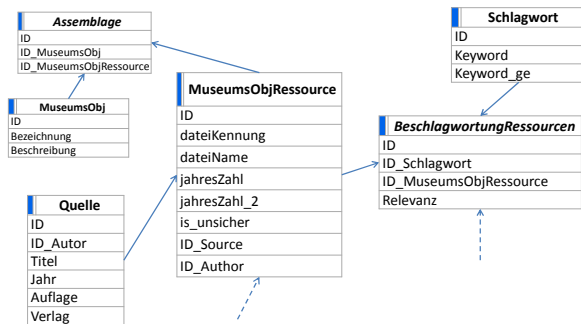 Assemblage
ID
ID_MuseumsObj
ID_MuseumsObjRessource
MuseumsObj
ID
Bezeichnung
Beschreibung
MuseumsObjRessource
ID
dateiKennung
dateiName
jahresZahl
jahresZahl_2
is_unsicher
ID_Source
ID_Author
Quelle
ID
ID_Autor
Titel
Jahr
Auflage
Verlag
Schlagwort
ID
Keyword
Keyword_ge
BeschlagwortungRessourcen
ID
ID_Schlagwort
ID_MuseumsObjRessource
Relevanz